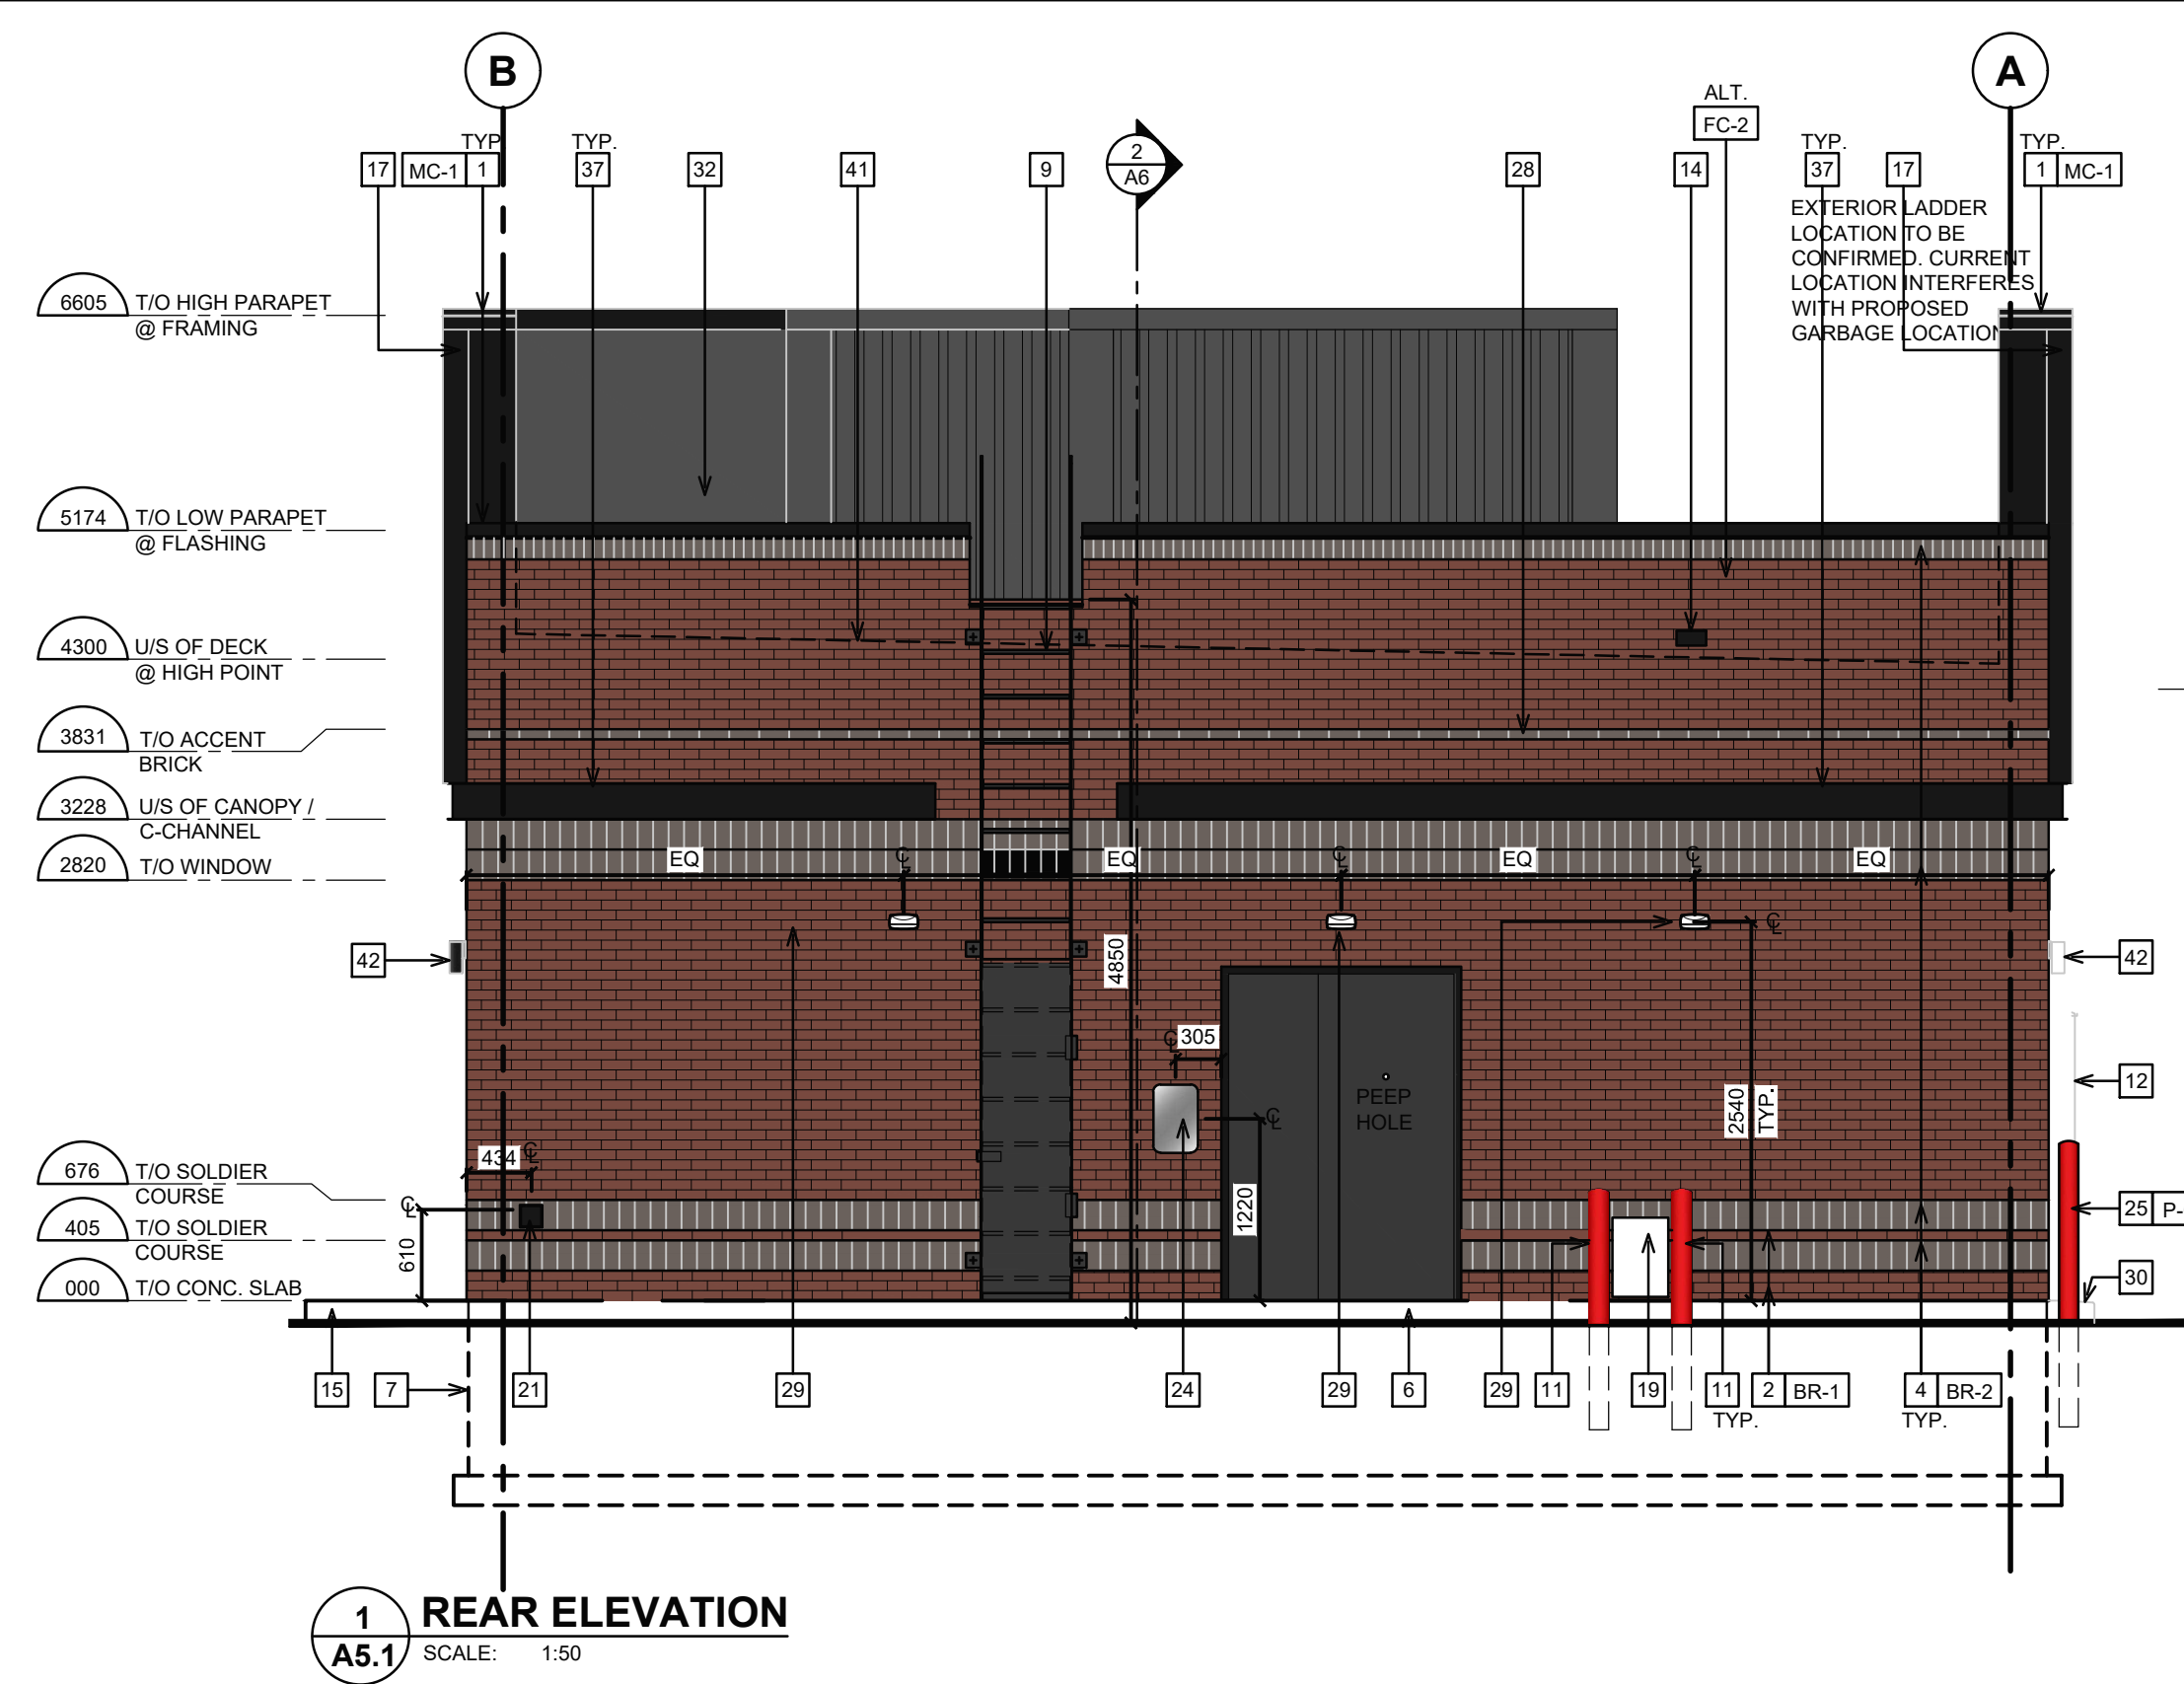 B
A
ALT.
FC-2
2
A6
TYP
TYP.
TYP.
TYP.
17
MC-1 1
37
32
41
9
28
14
37
17
1 MC-1
EXTERIOR LADDER
LOCATION TO BE
CONFIRMED. CURRENT
LOCATION INTERFERES
WITH PROPOSED
GARBAGE LOCATION
6605 T/O HIGH PARAPET
@ FRAMING
5174 T/O LOW PARAPET
@ FLASHING
4300 U/S OF DECK
@ HIGH POINT
3831 T/O ACCENT
BRICK
3228 U/S OF CANOPY /
C-CHANNEL
2820 T/O WINDOW
EQ
EQ
EQ
EQ
42
4850
42
305
PEEP
HOLE
2540
TYP.
12
434
676 T/O SOLDIER
COURSE
405 T/O SOLDIER
COURSE
610
1220
25 P-
000 T/O CONC. SLAB
30
15
7
21
29
24
29
6
29
11
19
11
2 BR-1
4 BR-2
TYP.
TYP.
1
A5.1
REAR ELEVATION
SCALE: 1:50